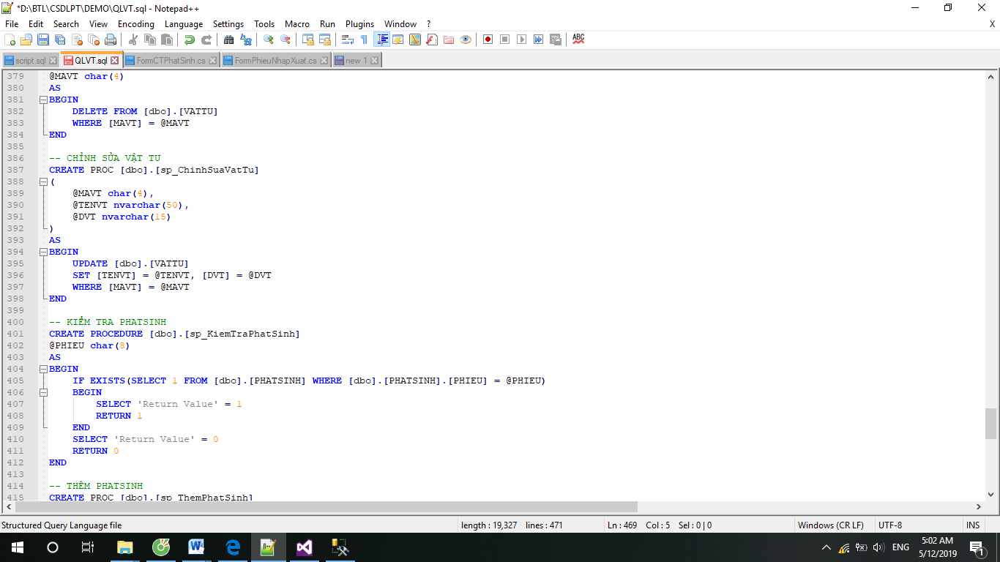 *D:\BTL\CSDLPT\DEMO\QLVT.sql - Notepad++
File Edit Search View Encoding Language Settings Tools Macro Run Plugins Window ? X
script.sql QLVT.sql FormCTPhatSinh.cs FormPhieuNhapXuat.cs new 1
379 @MAVT char(4)
380 AS
381 BEGIN
382 DELETE FROM [dbo].[VATTU]
383 WHERE [MAVT] = @MAVT
384 END
385
386 -- CHỈNH SỬA VẬT TƯ
387 CREATE PROC [dbo].[sp_ChinhSuaVatTu]
388 (
389 @MAVT char(4),
390 @TENVT nvarchar(50),
391 @DVT nvarchar(15)
392 )
393 AS
394 BEGIN
395 UPDATE [dbo].[VATTU]
396 SET [TENVT] = @TENVT, [DVT] = @DVT
397 WHERE [MAVT] = @MAVT
398 END
399
400 -- KIỂM TRA PHATSINH
401 CREATE PROCEDURE [dbo].[sp_KiemTraPhatSinh]
402 @PHIEU char(8)
403 AS
404 BEGIN
405 IF EXISTS(SELECT 1 FROM [dbo].[PHATSINH] WHERE [dbo].[PHATSINH].[PHIEU] = @PHIEU)
406 BEGIN
407 SELECT 'Return Value' = 1
408 RETURN 1
409 END
410 SELECT 'Return Value' = 0
411 RETURN 0
412 END
413
414 -- THÊM PHATSINH
415 CREATE PROC [dbo].[sp_ThemPhatSinh]
Structured Query Language file length : 19,327 lines : 471 Ln : 469 Col : 5 Sel : 0 | 0 Windows (CR LF) UTF-8 INS
ENG 5:02 AM
5/12/2019 1